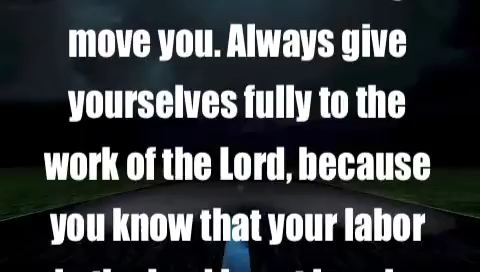 move you. Always give
yourselves fully to the
work of the Lord, because
you know that your labor